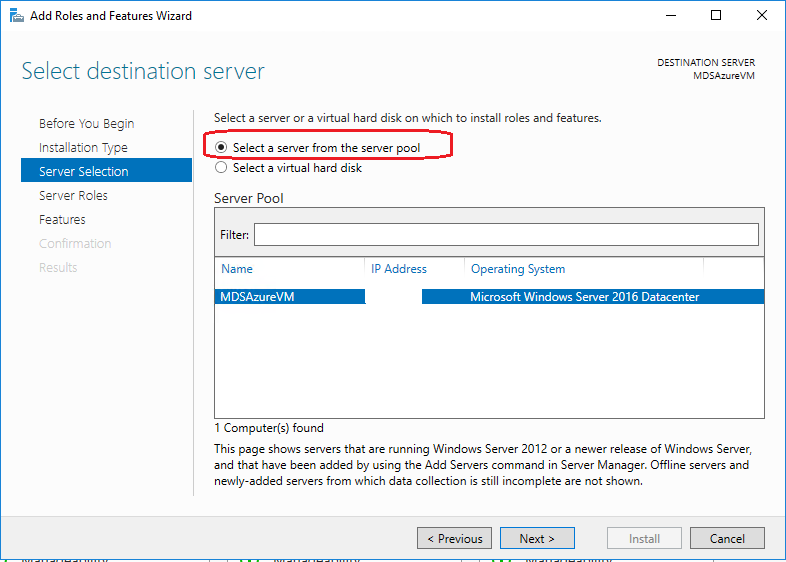 Add Roles and Features Wizard
Select destination server
DESTINATION SERVER
MDSAzureVM
Before You Begin
Installation Type
Server Selection
Server Roles
Features
Confirmation
Results
Select a server or a virtual hard disk on which to install roles and features.
Select a server from the server pool
Select a virtual hard disk
Server Pool
Filter:
Name IP Address Operating System
MDSAzureVM Microsoft Windows Server 2016 Datacenter
1 Computer(s) found
This page shows servers that are running Windows Server 2012 or a newer release of Windows Server,
and that have been added by using the Add Servers command in Server Manager. Offline servers and
newly-added servers from which data collection is still incomplete are not shown.
< Previous Next > Install Cancel
Manageability Manageability Manageability